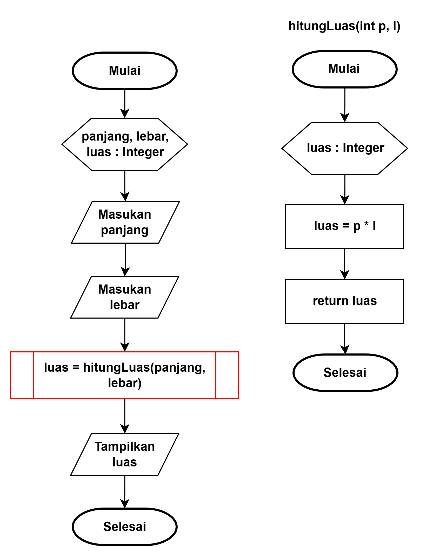 Mulai
panjang, lebar,
luas : Integer
Masukan
panjang
Masukan
lebar
luas = hitungLuas(panjang,
lebar)
Tampilkan
luas
Selesai
hitungLuas(int p, l)
Mulai
luas : Integer
luas = p * l
return luas
Selesai